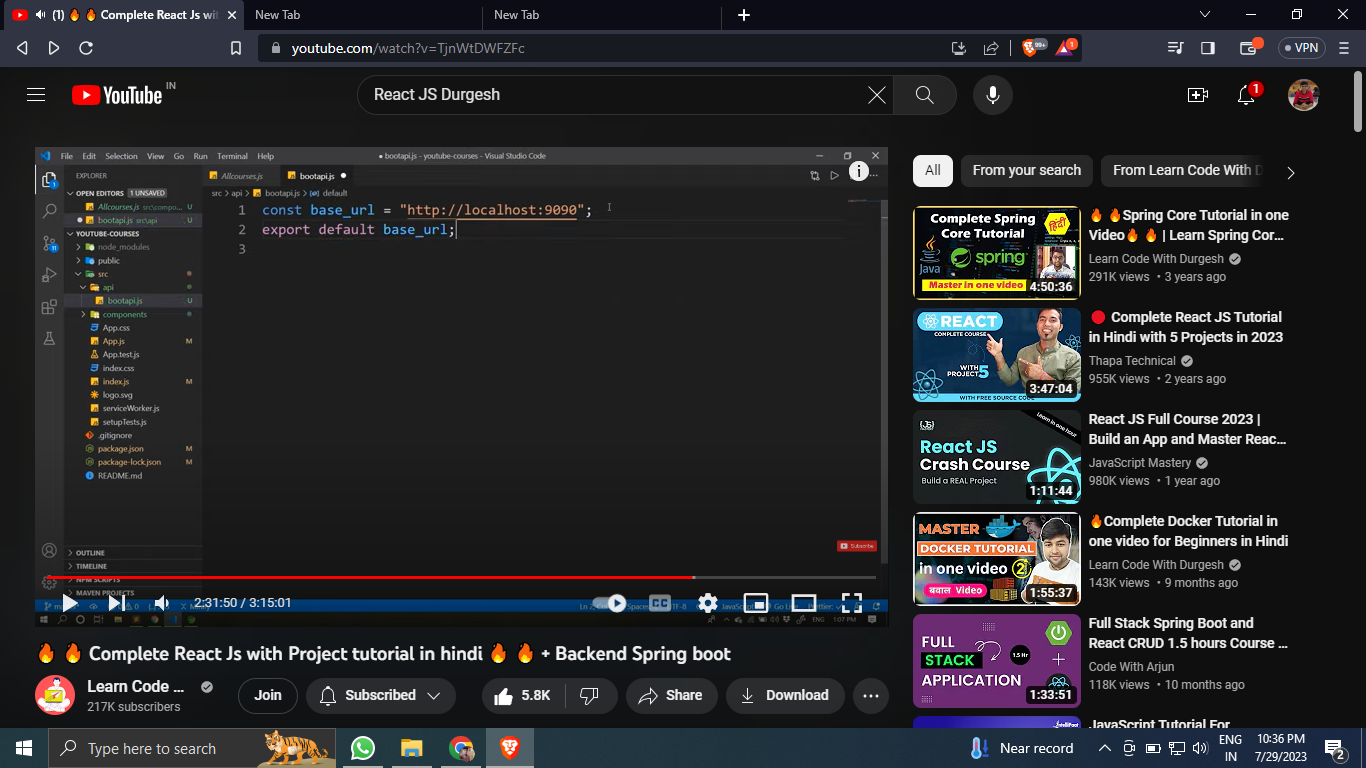 (1) 🔥 🔥 Complete React Js wit
New Tab
New Tab
youtube.com/watch?v=TjnWtDWFZFc
99+
1
VPN
YouTube IN
React JS Durgesh
1
File Edit Selection View Go Run Terminal Help
● bootapi.js - youtube-courses - Visual Studio Code
EXPLORER
OPEN EDITORS 1 UNSAVED
Allcourses.js src\compo... U
bootapi.js src\api U
YOUTUBE-COURSES
node_modules
public
src
api
bootapi.js U
components
App.css
App.js M
App.test.js
index.css
index.js M
logo.svg
serviceWorker.js
setupTests.js
.gitignore
package.json M
package-lock.json M
README.md
OUTLINE
TIMELINE
NPM SCRIPTS
MAVEN PROJECTS
Allcourses.js
bootapi.js
src > api > bootapi.js > default
1 const base_url = "http://localhost:9090";
2 export default base_url;
3
Subscribe
2:31:50 / 3:15:01
CC
ENG 1:07 PM
🔥 🔥 Complete React Js with Project tutorial in hindi 🔥 🔥 + Backend Spring boot
Learn Code ...
217K subscribers
Join
Subscribed
5.8K
Share
Download
All
From your search
From Learn Code With D
Complete Spring
Core Tutorial
हिंदी
Java
spring
Master in one video
4:50:36
🔥 🔥Spring Core Tutorial in one
Video🔥 🔥 | Learn Spring Cor...
Learn Code With Durgesh
291K views • 3 years ago
REACT
COMPLETE COURSE
WITH
PROJECT 5
WITH FREE SOURCE CODE
3:47:04
🔴 Complete React JS Tutorial
in Hindi with 5 Projects in 2023
Thapa Technical
955K views • 2 years ago
Learn in one hour
React JS
Crash Course
Build a REAL Project
1:11:44
React JS Full Course 2023 |
Build an App and Master Reac...
JavaScript Mastery
980K views • 1 year ago
MASTER
DOCKER TUTORIAL
in one video 2
बवाल Video
1:55:37
🔥Complete Docker Tutorial in
one video for Beginners in Hindi
Learn Code With Durgesh
143K views • 9 months ago
FULL
STACK
APPLICATION
1.5 Hr
1:33:51
Full Stack Spring Boot and
React CRUD 1.5 hours Course ...
Code With Arjun
118K views • 10 months ago
JavaScript Tutorial For
Type here to search
Near record
ENG
IN
10:36 PM
7/29/2023
2